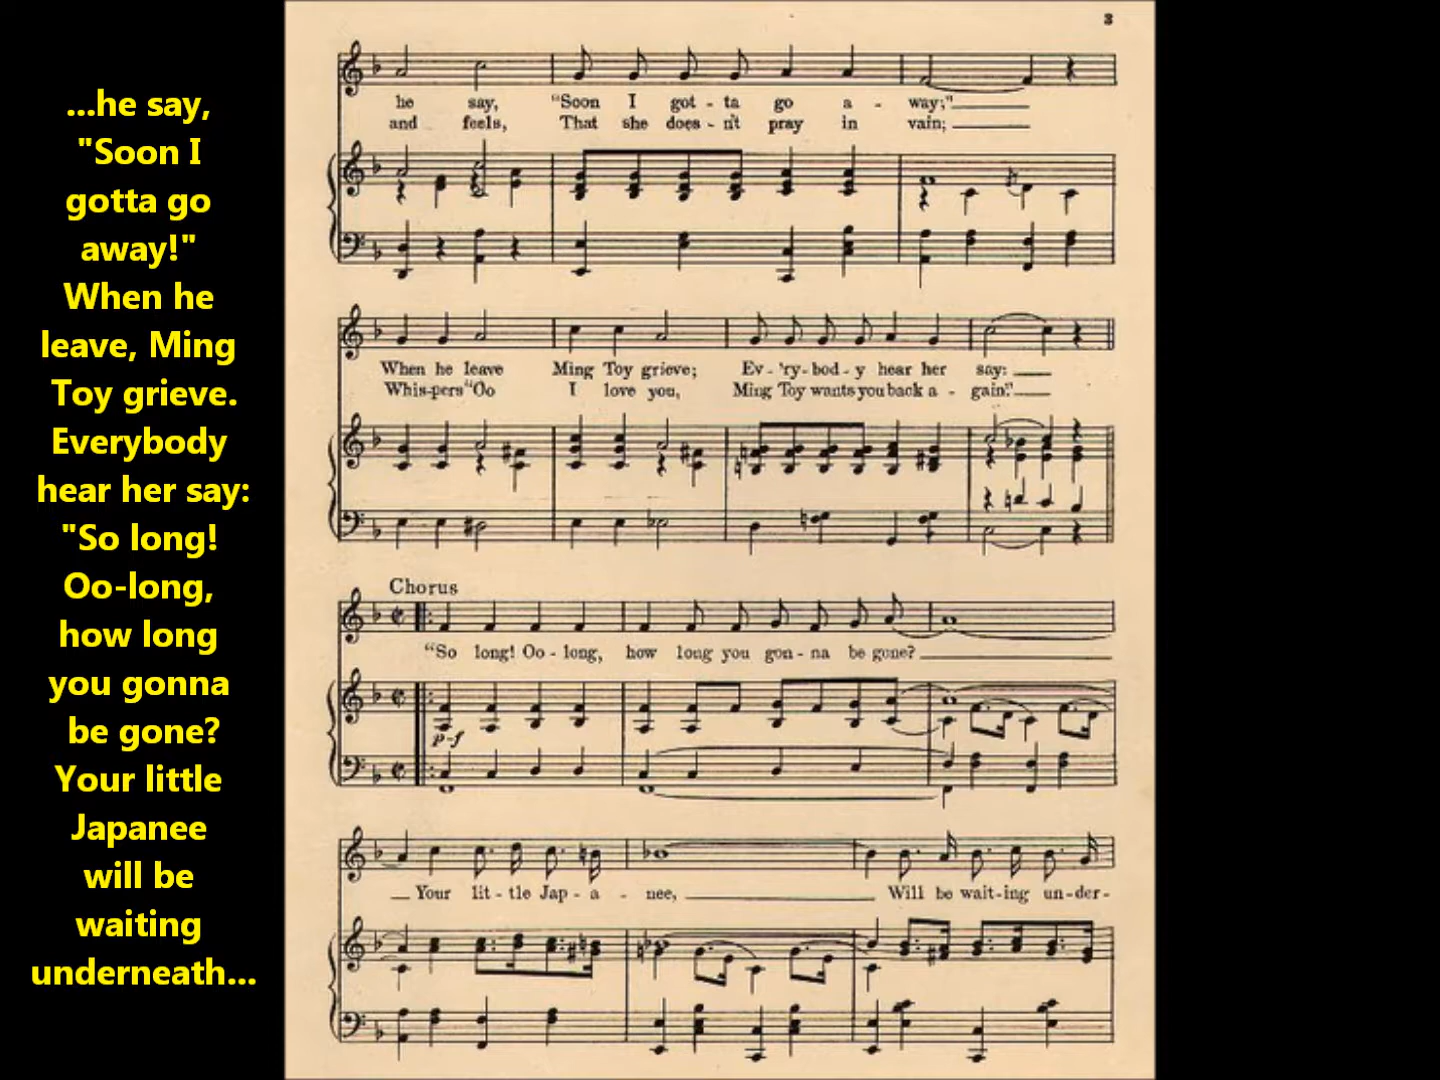 ...he say,
"Soon I
gotta go
away!"
When he
leave, Ming
Toy grieve.
Everybody
hear her say:
"So long!
Oo-long,
how long
you gonna
be gone?
Your little
Japanee
will be
waiting
underneath...
3
he say, "Soon I got - ta go a - way;"
and feels, That she does - n't pray in vain;
When he leave Ming Toy grieve; Ev - 'ry - bod - y hear her say:
Whis-pers "Oo I love you, Ming Toy wants you back a - gain."
Chorus
"So long! Oo - long, how long you gon - na be gone?
p-f
Your lit - tle Jap - a - nee, Will be wait - ing un - der -